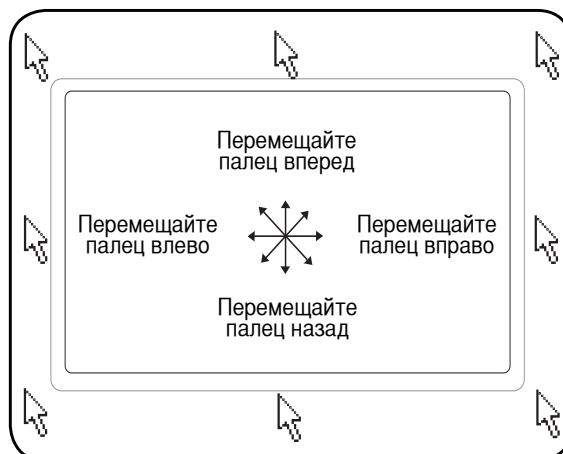 Перемещайте
палец вперед
Перемещайте
палец влево
Перемещайте
палец вправо
Перемещайте
палец назад